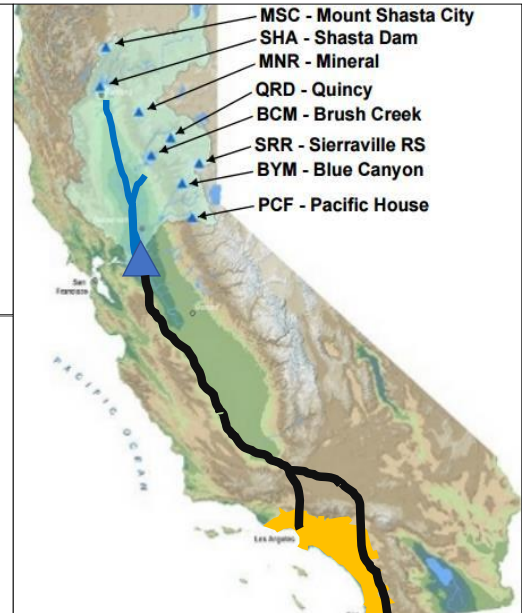 MSC - Mount Shasta City
SHA - Shasta Dam
MNR - Mineral
QRD - Quincy
BCM - Brush Creek
SRR - Sierraville RS
BYM - Blue Canyon
PCF - Pacific House
San
Francisco
PACIFIC OCEAN
Los Angeles